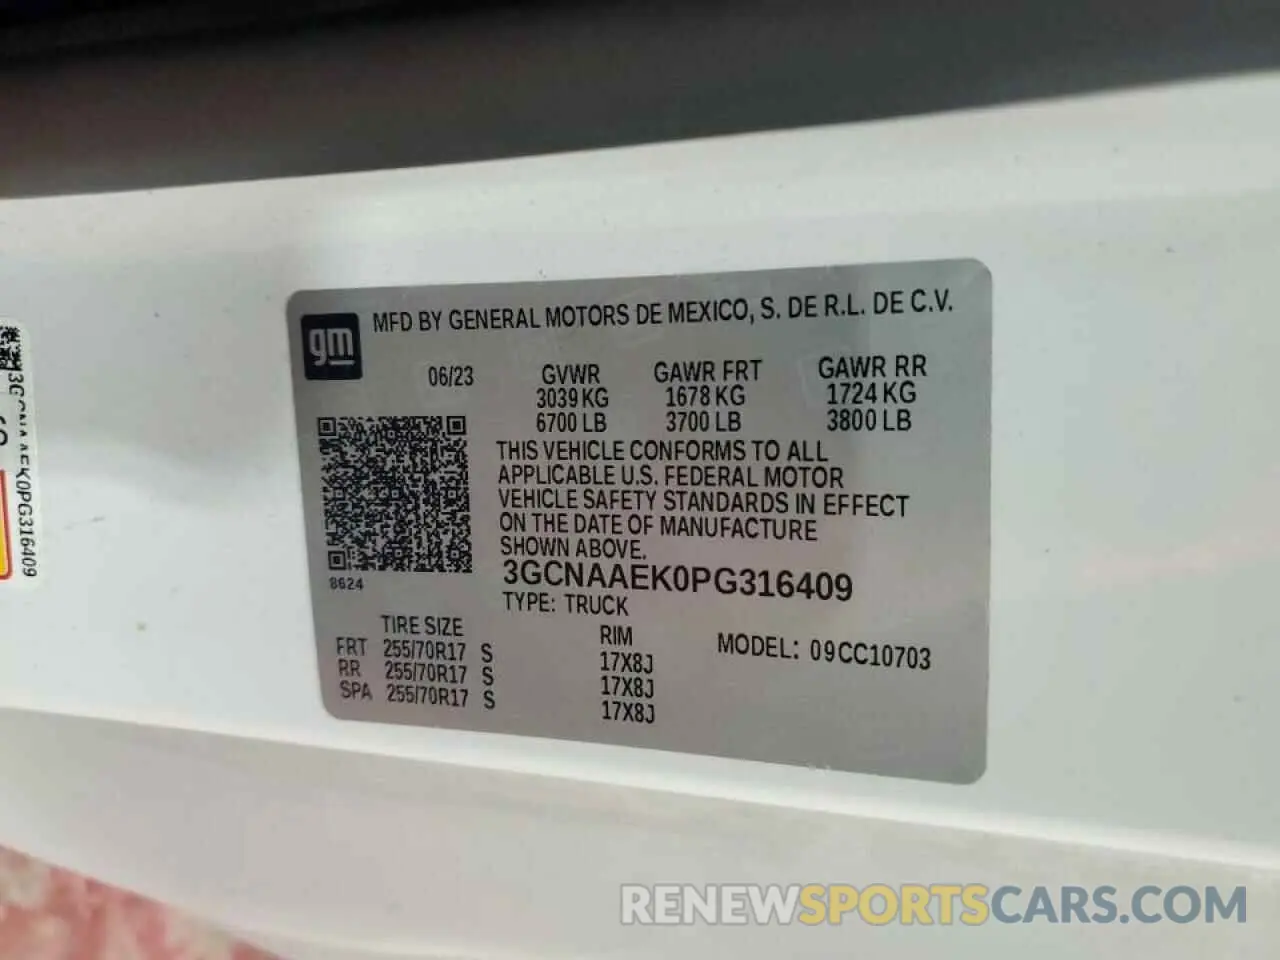 gm
MFD BY GENERAL MOTORS DE MEXICO, S. DE R.L. DE C.V.
06/23 GVWR GAWR FRT GAWR RR
3039 KG 1678 KG 1724 KG
6700 LB 3700 LB 3800 LB
THIS VEHICLE CONFORMS TO ALL
APPLICABLE U.S. FEDERAL MOTOR
VEHICLE SAFETY STANDARDS IN EFFECT
ON THE DATE OF MANUFACTURE
SHOWN ABOVE.
8624
3GCNAAEK0PG316409
TYPE: TRUCK
TIRE SIZE RIM MODEL: 09CC10703
FRT 255/70R17 S 17X8J
RR 255/70R17 S 17X8J
SPA 255/70R17 S 17X8J
3GCNAAEK0PG316409
RENEWSPORTSCARS.COM